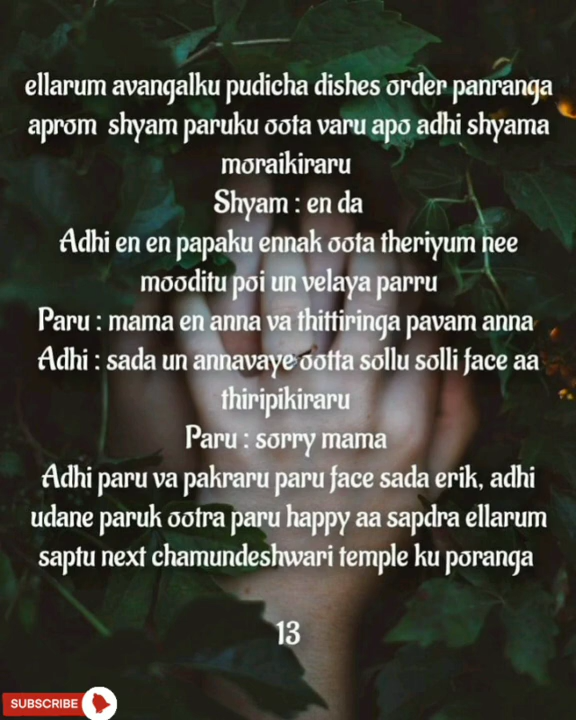 ellarum avangalku pudicha dishes order panranga
aprom shyam paruku oota varu apo adhi shyama
moraikiraru
Shyam : en da
Adhi en en papaku ennak oota theriyum nee
mooditu poi un velaya parru
Paru : mama en anna va thittiringa pavam anna
Adhi : sada un annavaye ootta sollu solli face aa
thiripikiraru
Paru : sorry mama
Adhi paru va pakraru paru face sada erik, adhi
udane paruk ootra paru happy aa sapdra ellarum
saptu next chamundeshwari temple ku poranga
13
SUBSCRIBE